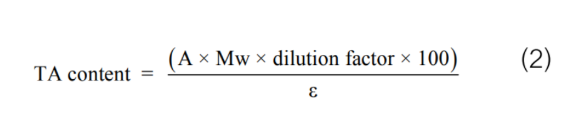 TA content = (A × Mw × dilution factor × 100) / ε (2)